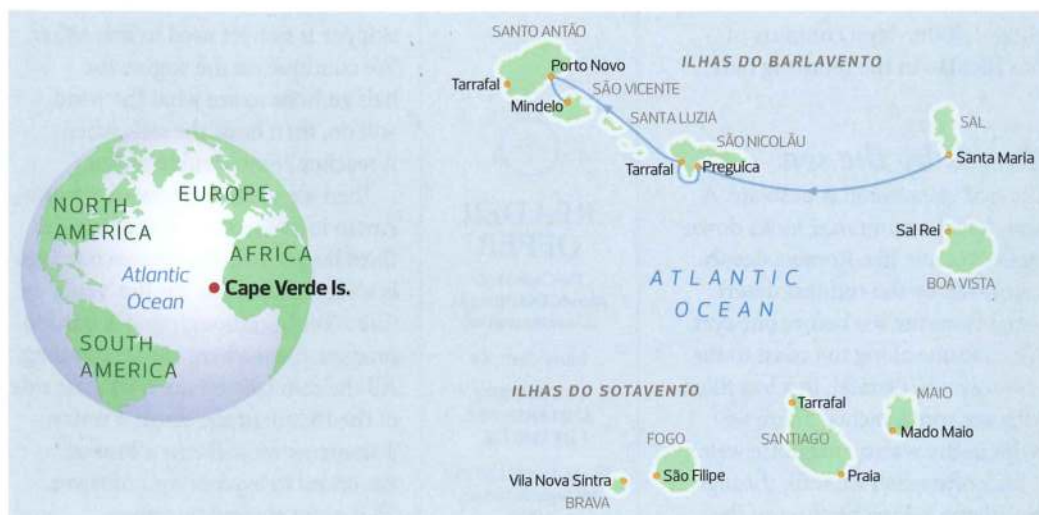 NORTH
AMERICA
EUROPE
AFRICA
Atlantic
Ocean
Cape Verde Is.
SOUTH
AMERICA
SANTO ANTÃO
Porto Novo
Tarrafal
Mindelo
SÃO VICENTE
SANTA LUZIA
ILHAS DO BARLAVENTO
SÃO NICOLÂU
Tarrafal
Pregulca
SAL
Santa Maria
Sal Rei
BOA VISTA
ATLANTIC
OCEAN
ILHAS DO SOTAVENTO
Tarrafal
MAIO
Mado Maio
SANTIAGO
Praia
FOGO
São Filipe
Vila Nova Sintra
BRAVA